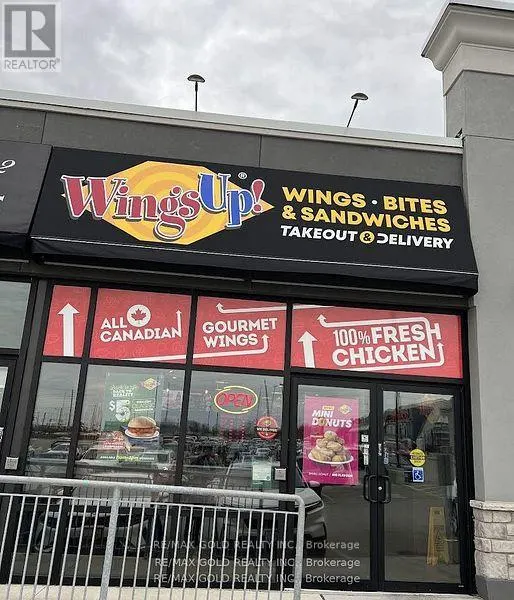 REALTOR®
WingsUp!®
WINGS · BITES
& SANDWICHES
TAKEOUT & DELIVERY
ALL CANADIAN
GOURMET
WINGS
100% FRESH
CHICKEN
$5
OPEN
MINI
DONUTS
RE/MAX GOLD REALTY INC., Brokerage
RE/MAX GOLD REALTY INC., Brokerage
RE/MAX GOLD REALTY INC., Brokerage